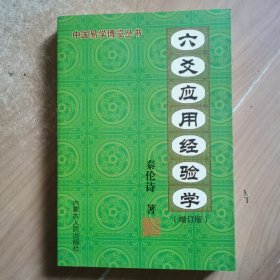 中国易学博览丛书
六爻应用经验学
(增订版)
秦伦诗 著
内蒙古人民出版社